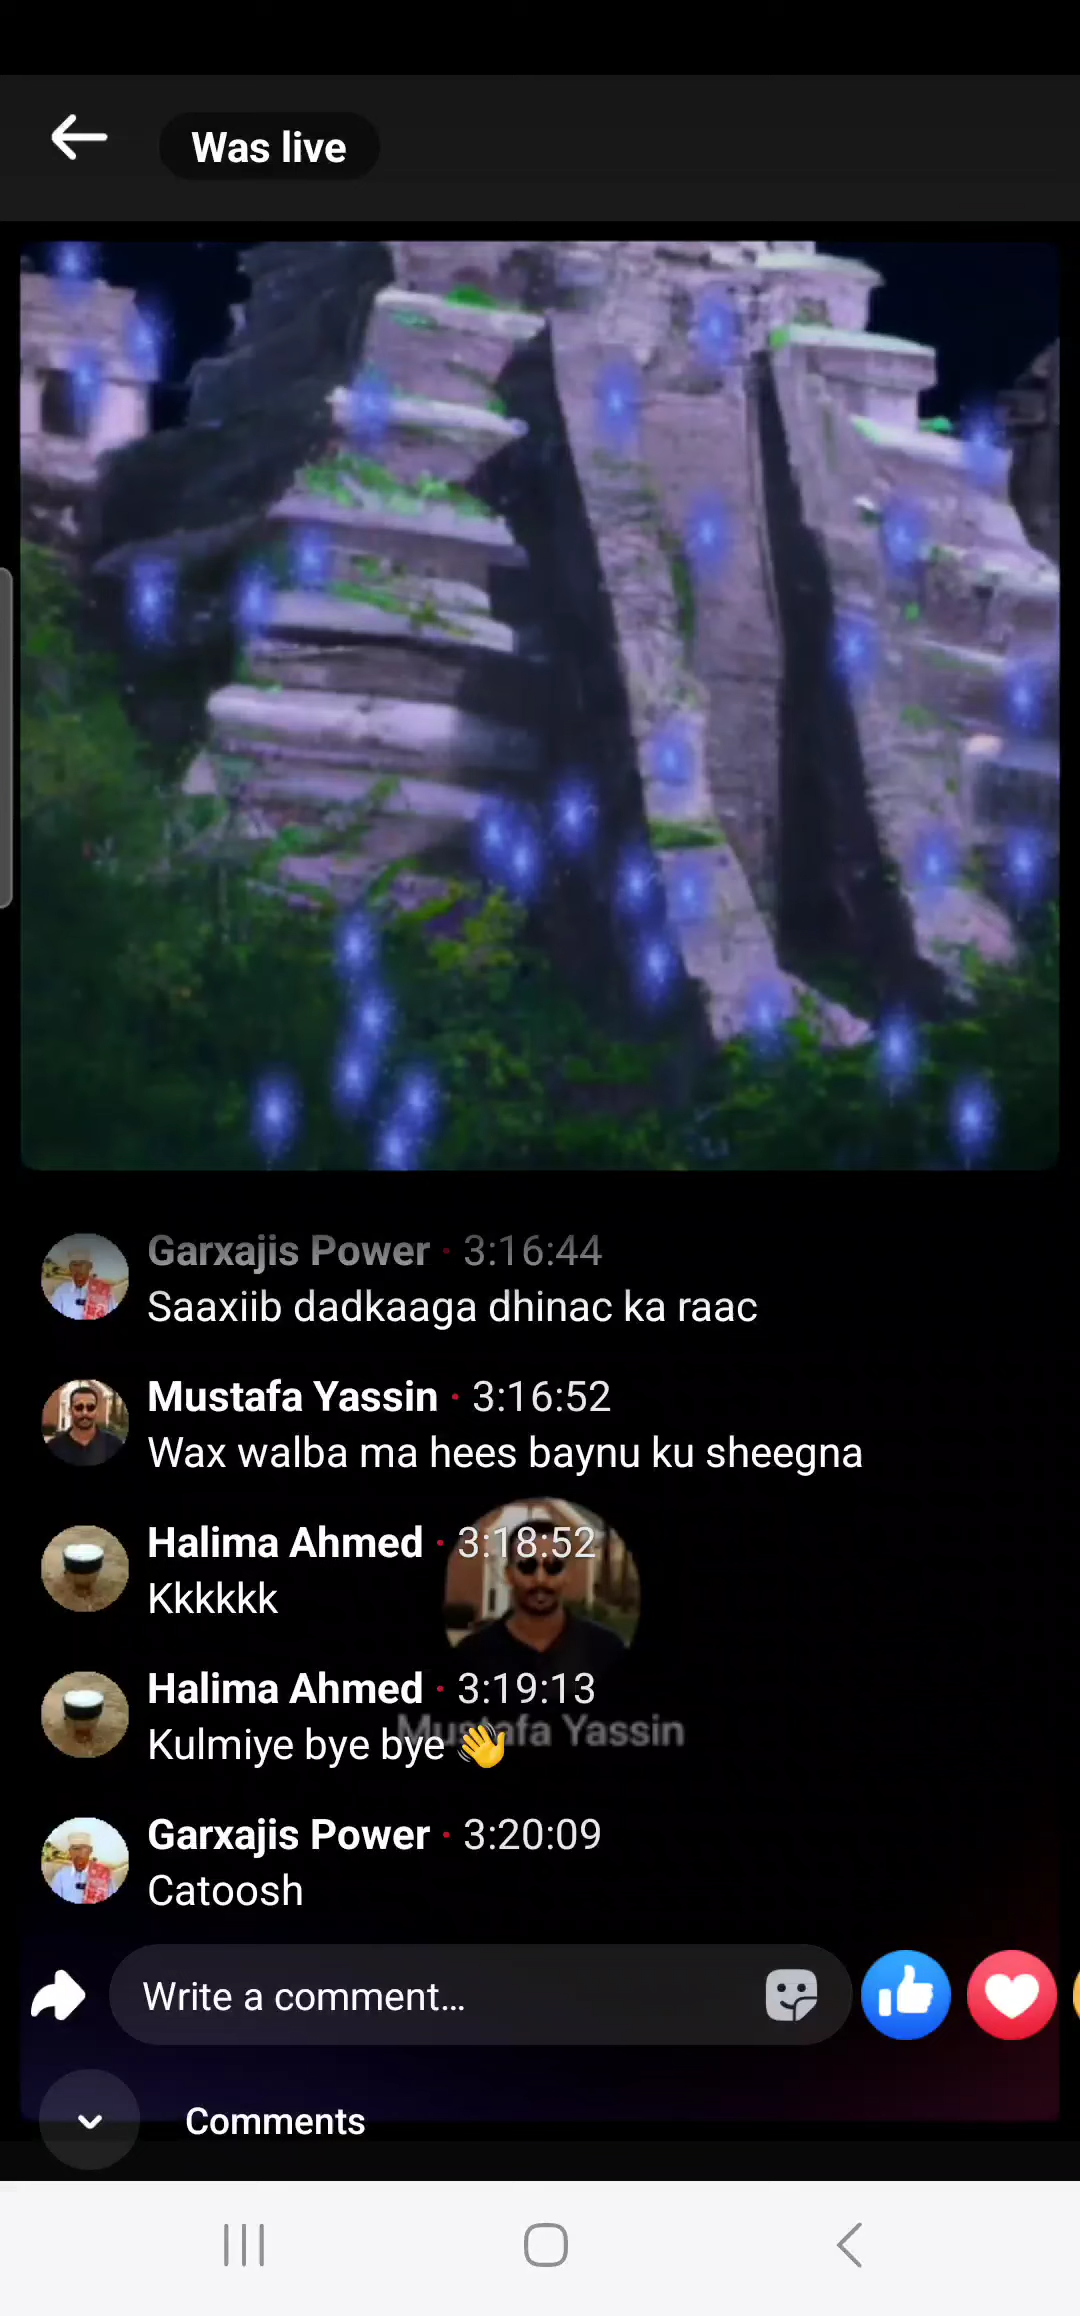 Was live
Garxajis Power · 3:16:44
Saaxiib dadkaaga dhinac ka raac
Mustafa Yassin · 3:16:52
Wax walba ma hees baynu ku sheegna
Halima Ahmed · 3:18:52
Kkkkkk
Halima Ahmed · 3:19:13
Kulmiye bye bye 👋
Mustafa Yassin
Garxajis Power · 3:20:09
Catoosh
Write a comment...
Comments